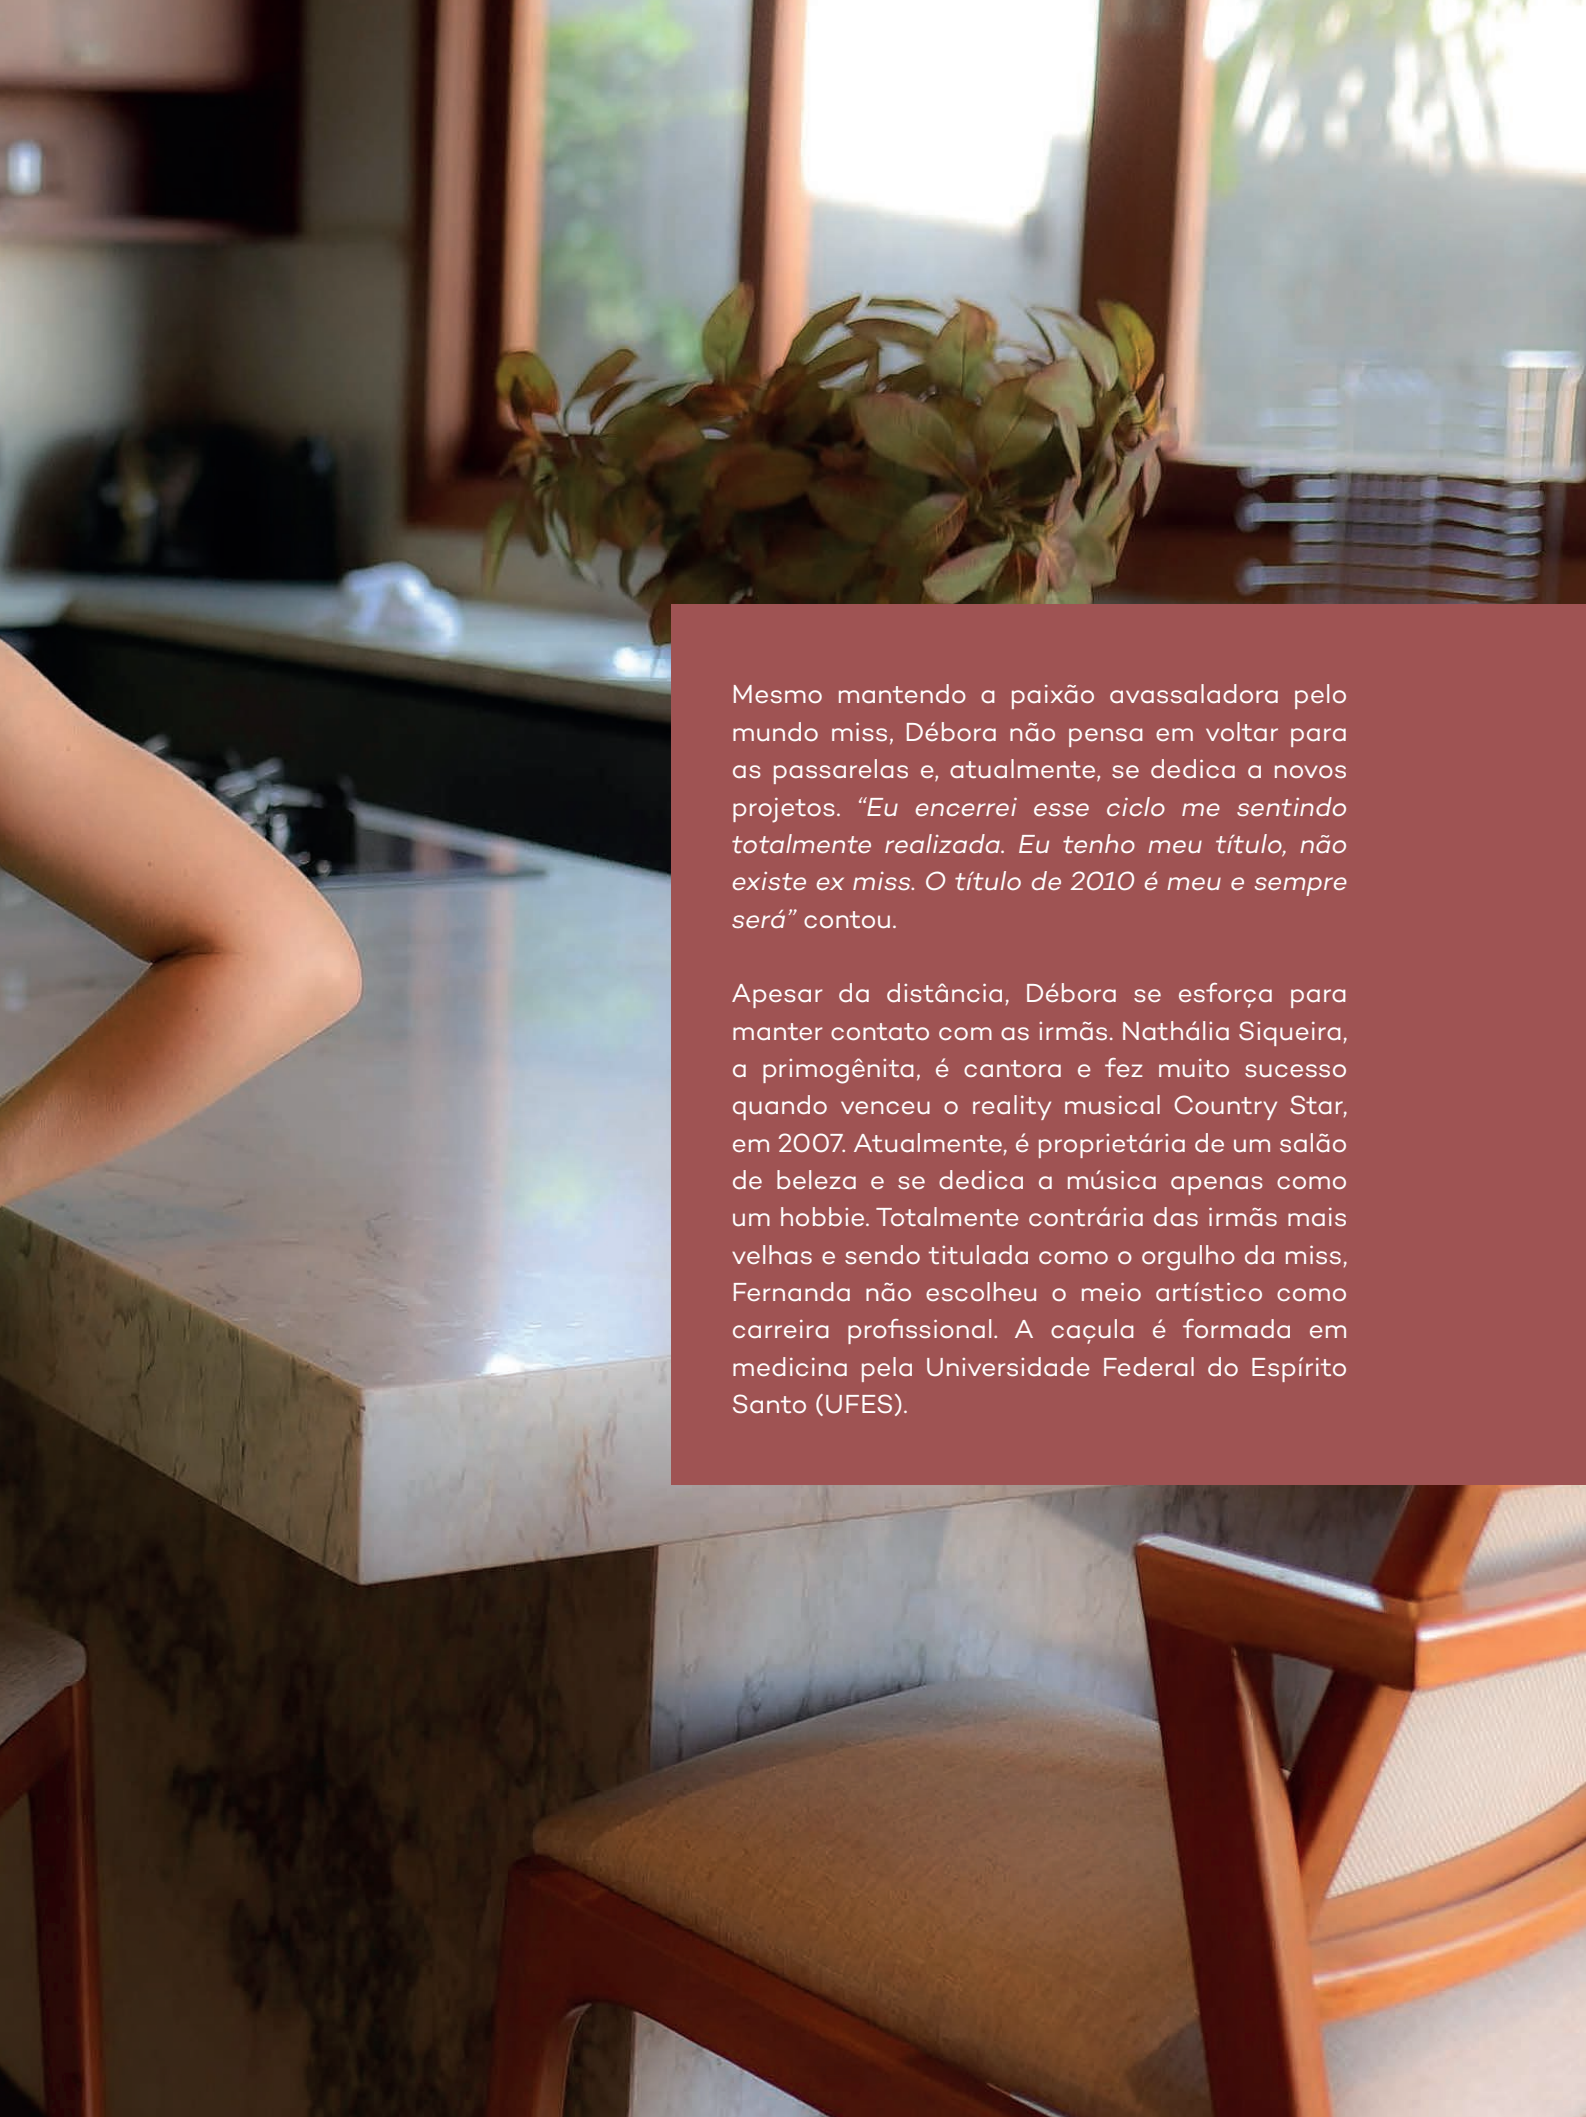 Mesmo mantendo a paixão avassaladora pelo
mundo miss, Débora não pensa em voltar para
as passarelas e, atualmente, se dedica a novos
projetos. “Eu encerrei esse ciclo me sentindo
totalmente realizada. Eu tenho meu título, não
existe ex miss. O título de 2010 é meu e sempre
será” contou.
Apesar da distância, Débora se esforça para
manter contato com as irmãs. Nathália Siqueira,
a primogênita, é cantora e fez muito sucesso
quando venceu o reality musical Country Star,
em 2007. Atualmente, é proprietária de um salão
de beleza e se dedica a música apenas como
um hobbie. Totalmente contrária das irmãs mais
velhas e sendo titulada como o orgulho da miss,
Fernanda não escolheu o meio artístico como
carreira profissional. A caçula é formada em
medicina pela Universidade Federal do Espírito
Santo (UFES).